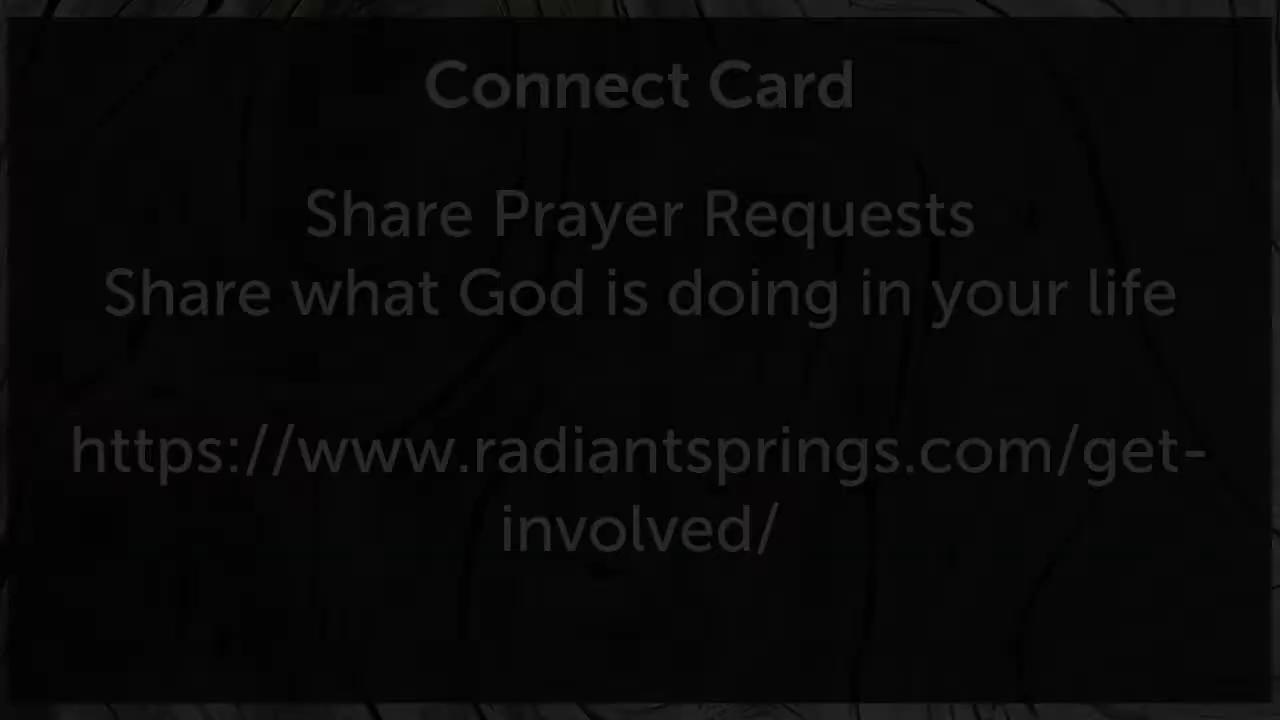 Connect Card
Share Prayer Requests
Share what God is doing in your life
https://www.radiantsprings.com/get-
involved/